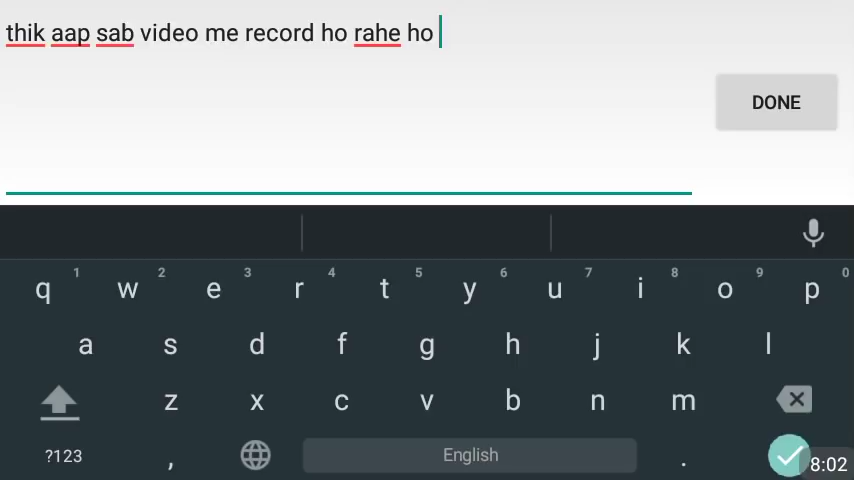 thik aap sab video me record ho rahe ho
DONE
1 2 3 4 5 6 7 8 9 0
q w e r t y u i o p
a s d f g h j k l
z x c v b n m
?123 , English .
8:02